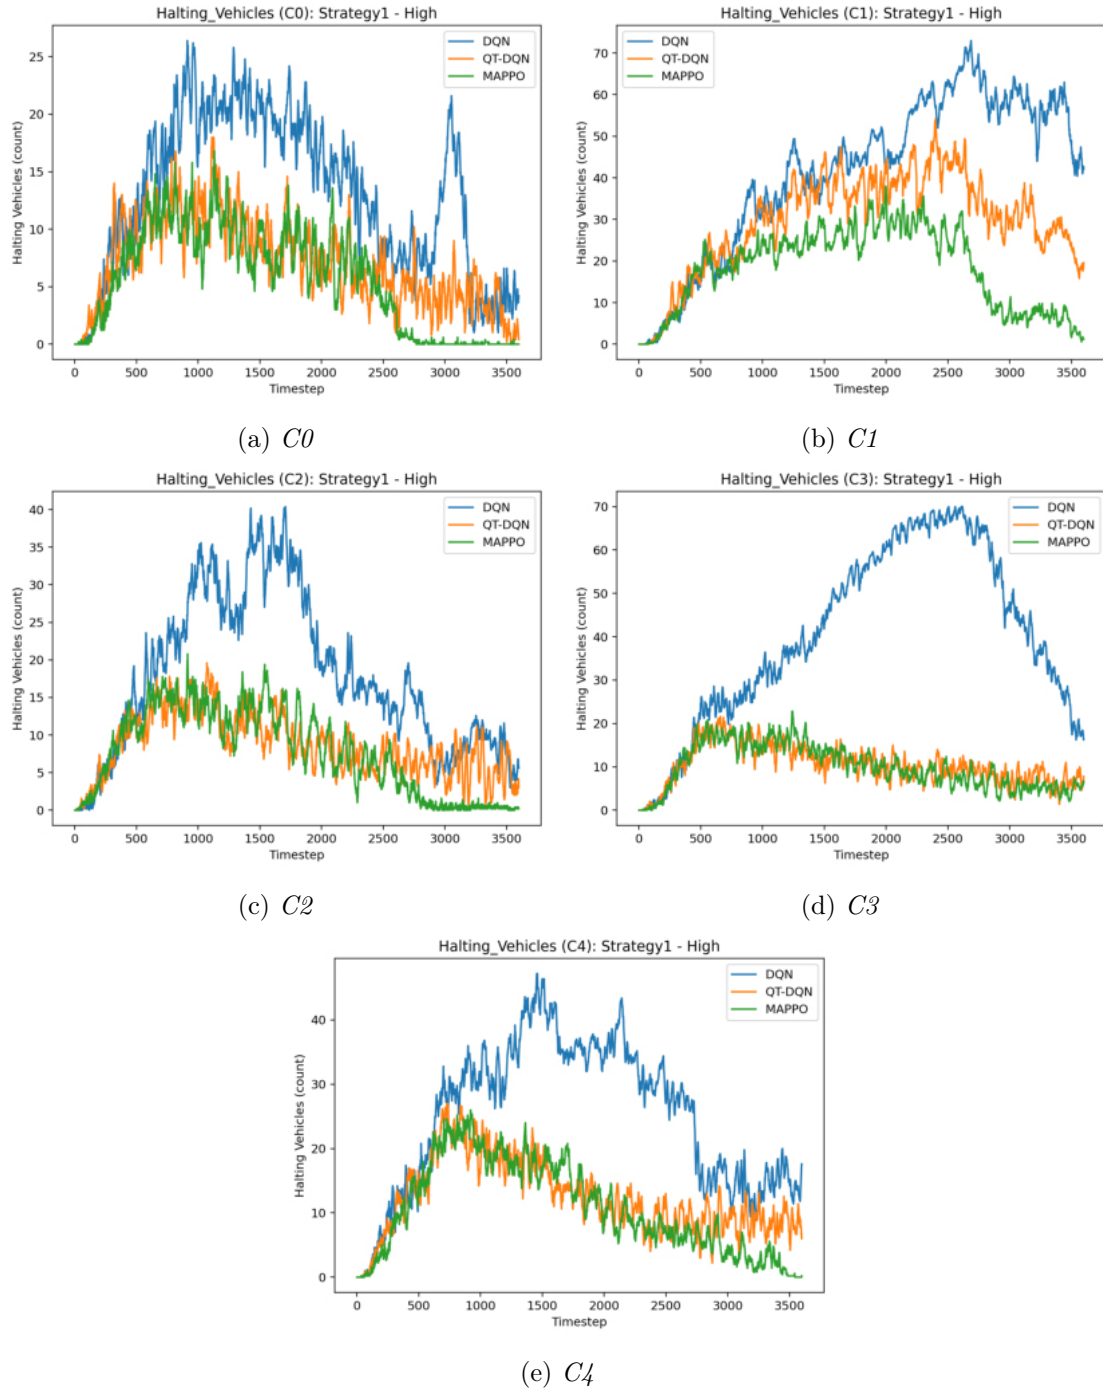 Halting_Vehicles (C0): Strategy1 - High
DQN
QT-DQN
MAPPO
Halting Vehicles (count)
25
20
15
10
5
0
0 500 1000 1500 2000 2500 3000 3500
Timestep
(a) C0
Halting_Vehicles (C1): Strategy1 - High
DQN
QT-DQN
MAPPO
Halting Vehicles (count)
70
60
50
40
30
20
10
0
0 500 1000 1500 2000 2500 3000 3500
Timestep
(b) C1
Halting_Vehicles (C2): Strategy1 - High
DQN
QT-DQN
MAPPO
Halting Vehicles (count)
40
35
30
25
20
15
10
5
0
0 500 1000 1500 2000 2500 3000 3500
Timestep
(c) C2
Halting_Vehicles (C3): Strategy1 - High
DQN
QT-DQN
MAPPO
Halting Vehicles (count)
70
60
50
40
30
20
10
0
0 500 1000 1500 2000 2500 3000 3500
Timestep
(d) C3
Halting_Vehicles (C4): Strategy1 - High
DQN
QT-DQN
MAPPO
Halting Vehicles (count)
40
30
20
10
0
0 500 1000 1500 2000 2500 3000 3500
Timestep
(e) C4